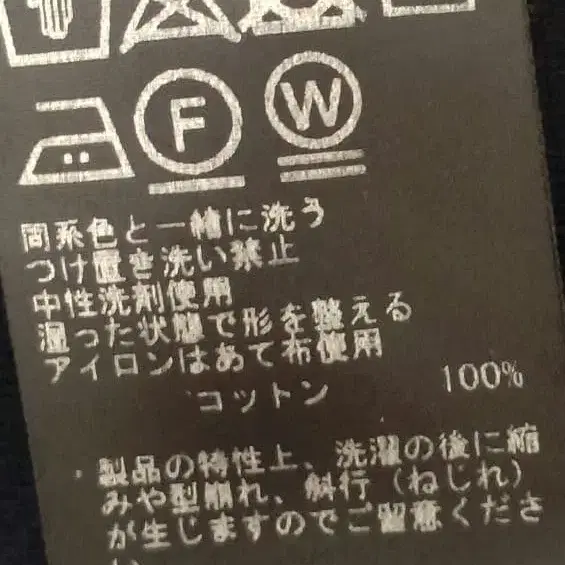 F W
同系色と一緒に洗う
つけ置き洗い禁止
中性洗剤使用
湿った状態で形を整える
アイロンはあて布使用
コットン 100%
・製品の特性上、洗濯の後に縮
みや型崩れ、斜行（ねじれ）
が生じますのでご留意くださ
い